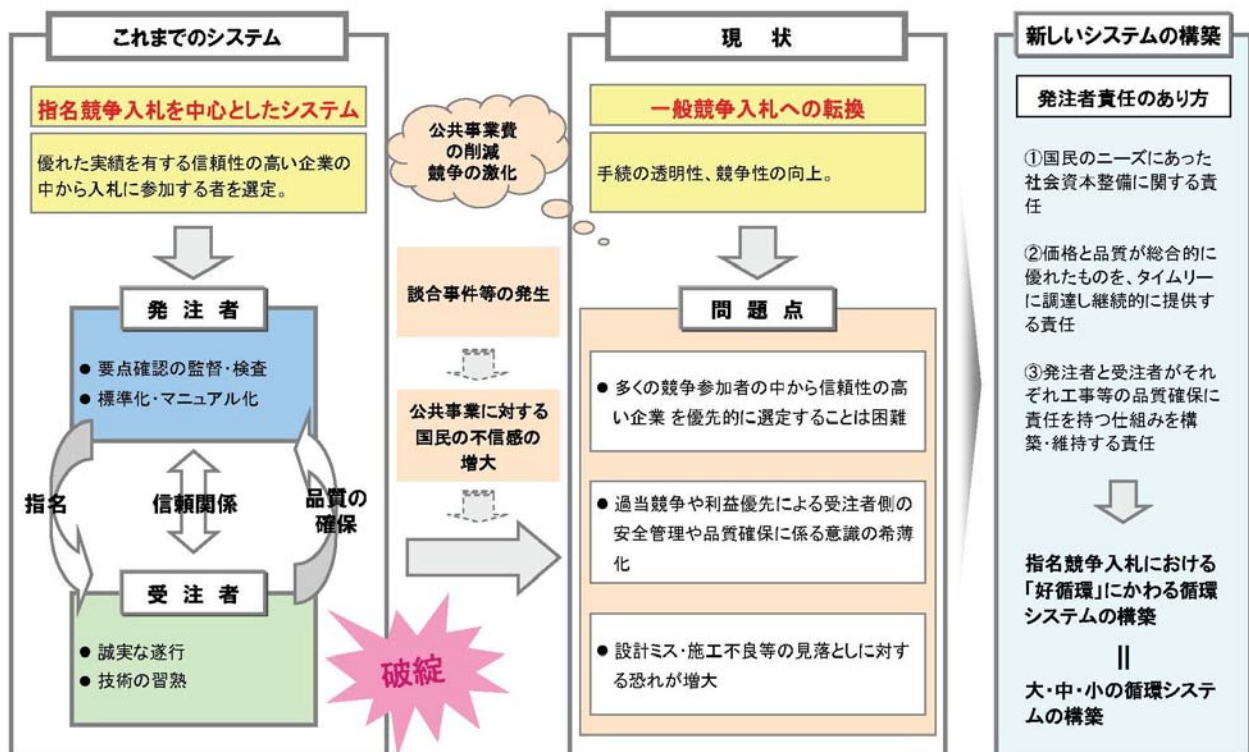 これまでのシステム
指名競争入札を中心としたシステム
優れた実績を有する信頼性の高い企業の
中から入札に参加する者を選定。
発注者
● 要点確認の監督・検査
● 標準化・マニュアル化
指名
信頼関係
品質の
確保
受注者
● 誠実な遂行
● 技術の習熟
公共事業費
の削減
競争の激化
談合事件等の発生
公共事業に対する
国民の不信感の
増大
破綻
現状
一般競争入札への転換
手続の透明性、競争性の向上。
問題点
● 多くの競争参加者の中から信頼性の高
い企業 を優先的に選定することは困難
● 過当競争や利益優先による受注者側の
安全管理や品質確保に係る意識の希薄
化
● 設計ミス・施工不良等の見落としに対す
る恐れが増大
新しいシステムの構築
発注者責任のあり方
①国民のニーズにあった
社会資本整備に関する責
任
②価格と品質が総合的に
優れたものを、タイムリー
に調達し継続的に提供す
る責任
③発注者と受注者がそれ
ぞれ工事等の品質確保に
責任を持つ仕組みを構
築・維持する責任
指名競争入札における
「好循環」にかわる循環
システムの構築
||
大・中・小の循環システ
ムの構築